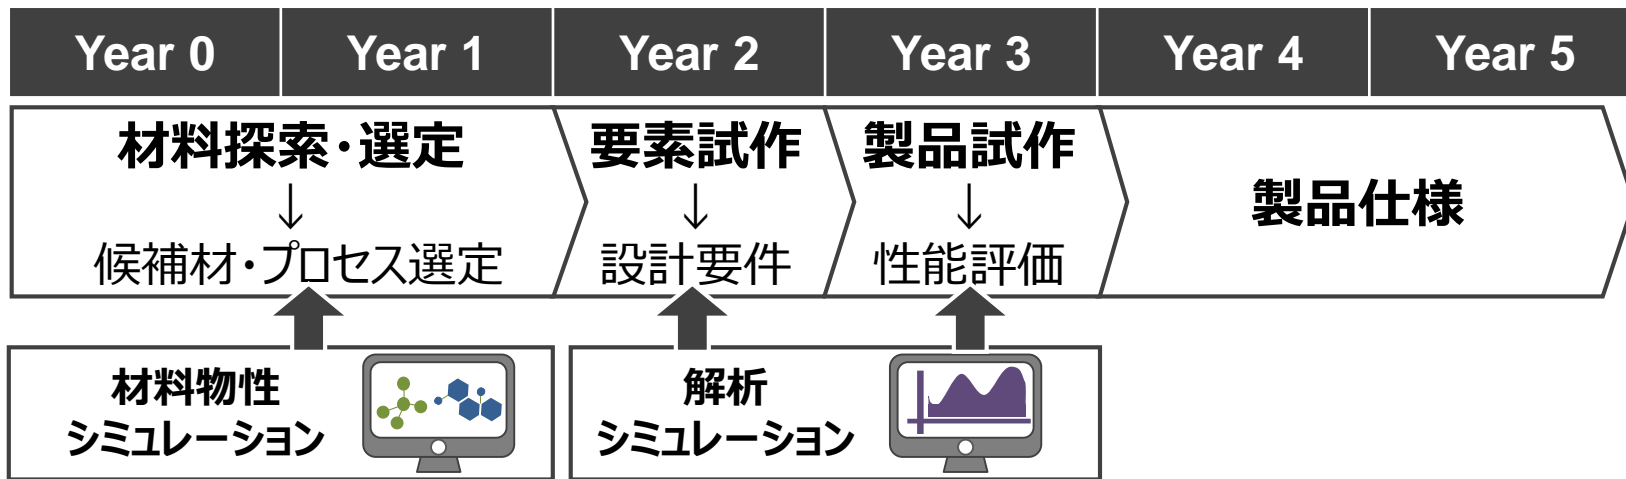 Year 0 Year 1 Year 2 Year 3 Year 4 Year 5
材料探索・選定
↓
候補材・プロセス選定
要素試作
↓
設計要件
製品試作
↓
性能評価
製品仕様
材料物性
シミュレーション
解析
シミュレーション